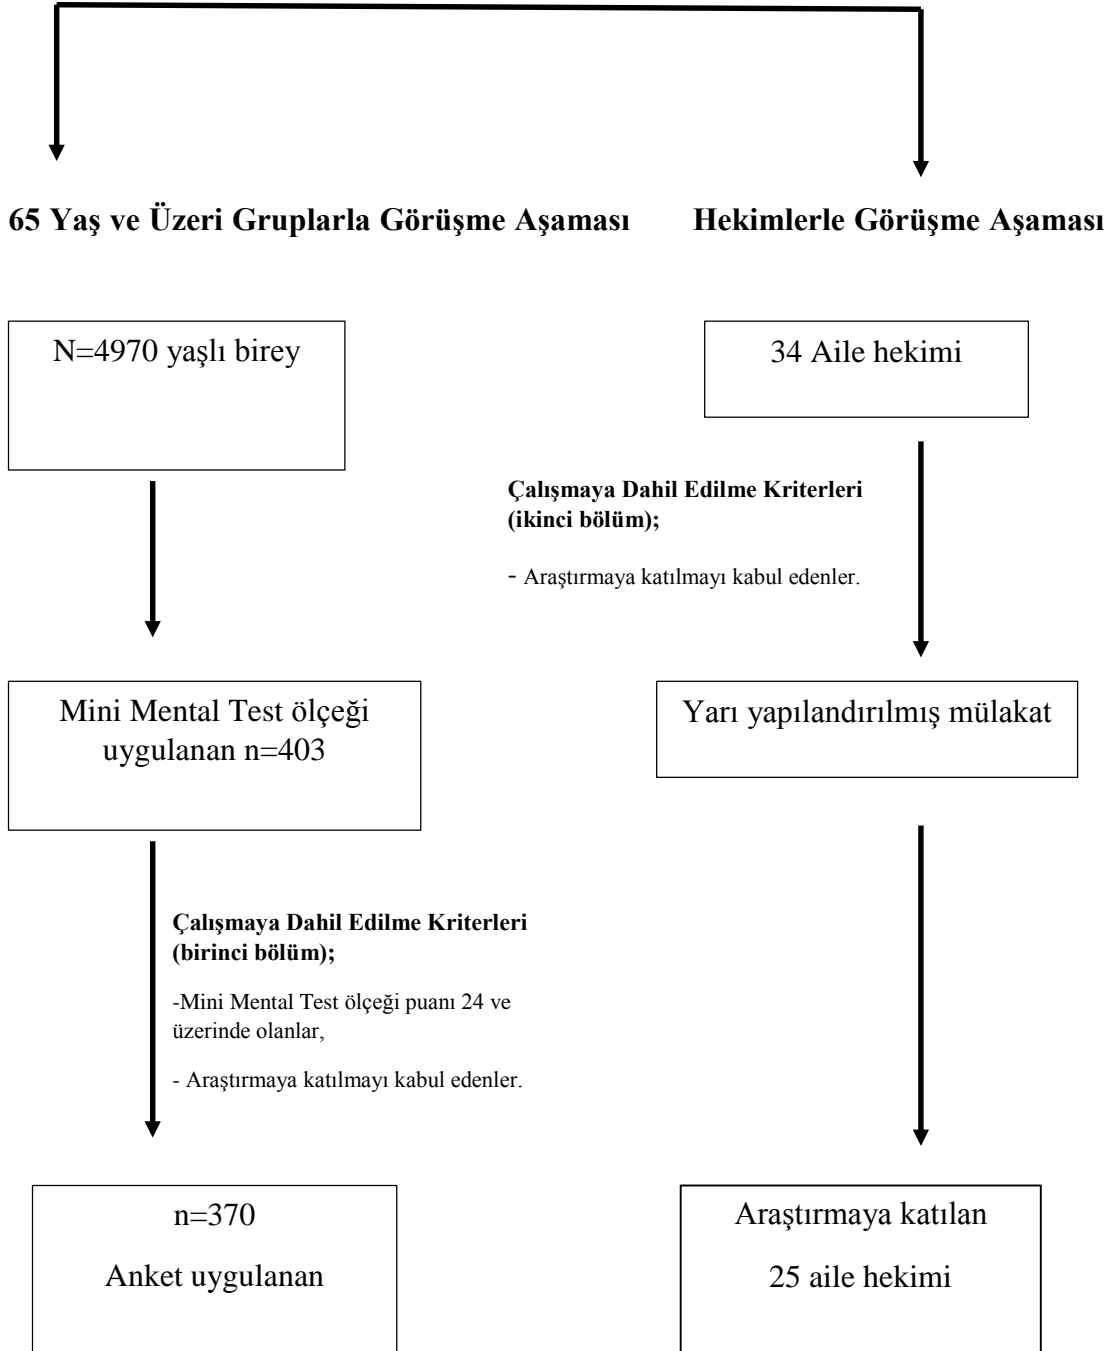 65 Yaş ve Üzeri Gruplarla Görüşme Aşaması
Hekimlerle Görüşme Aşaması
N=4970 yaşlı birey
34 Aile hekimi
Çalışmaya Dahil Edilme Kriterleri
(ikinci bölüm);
- Araştırmaya katılmayı kabul edenler.
Mini Mental Test ölçeği
uygulanan n=403
Yarı yapılandırılmış mülakat
Çalışmaya Dahil Edilme Kriterleri
(birinci bölüm);
-Mini Mental Test ölçeği puanı 24 ve
üzerinde olanlar,
- Araştırmaya katılmayı kabul edenler.
n=370
Anket uygulanan
Araştırmaya katılan
25 aile hekimi